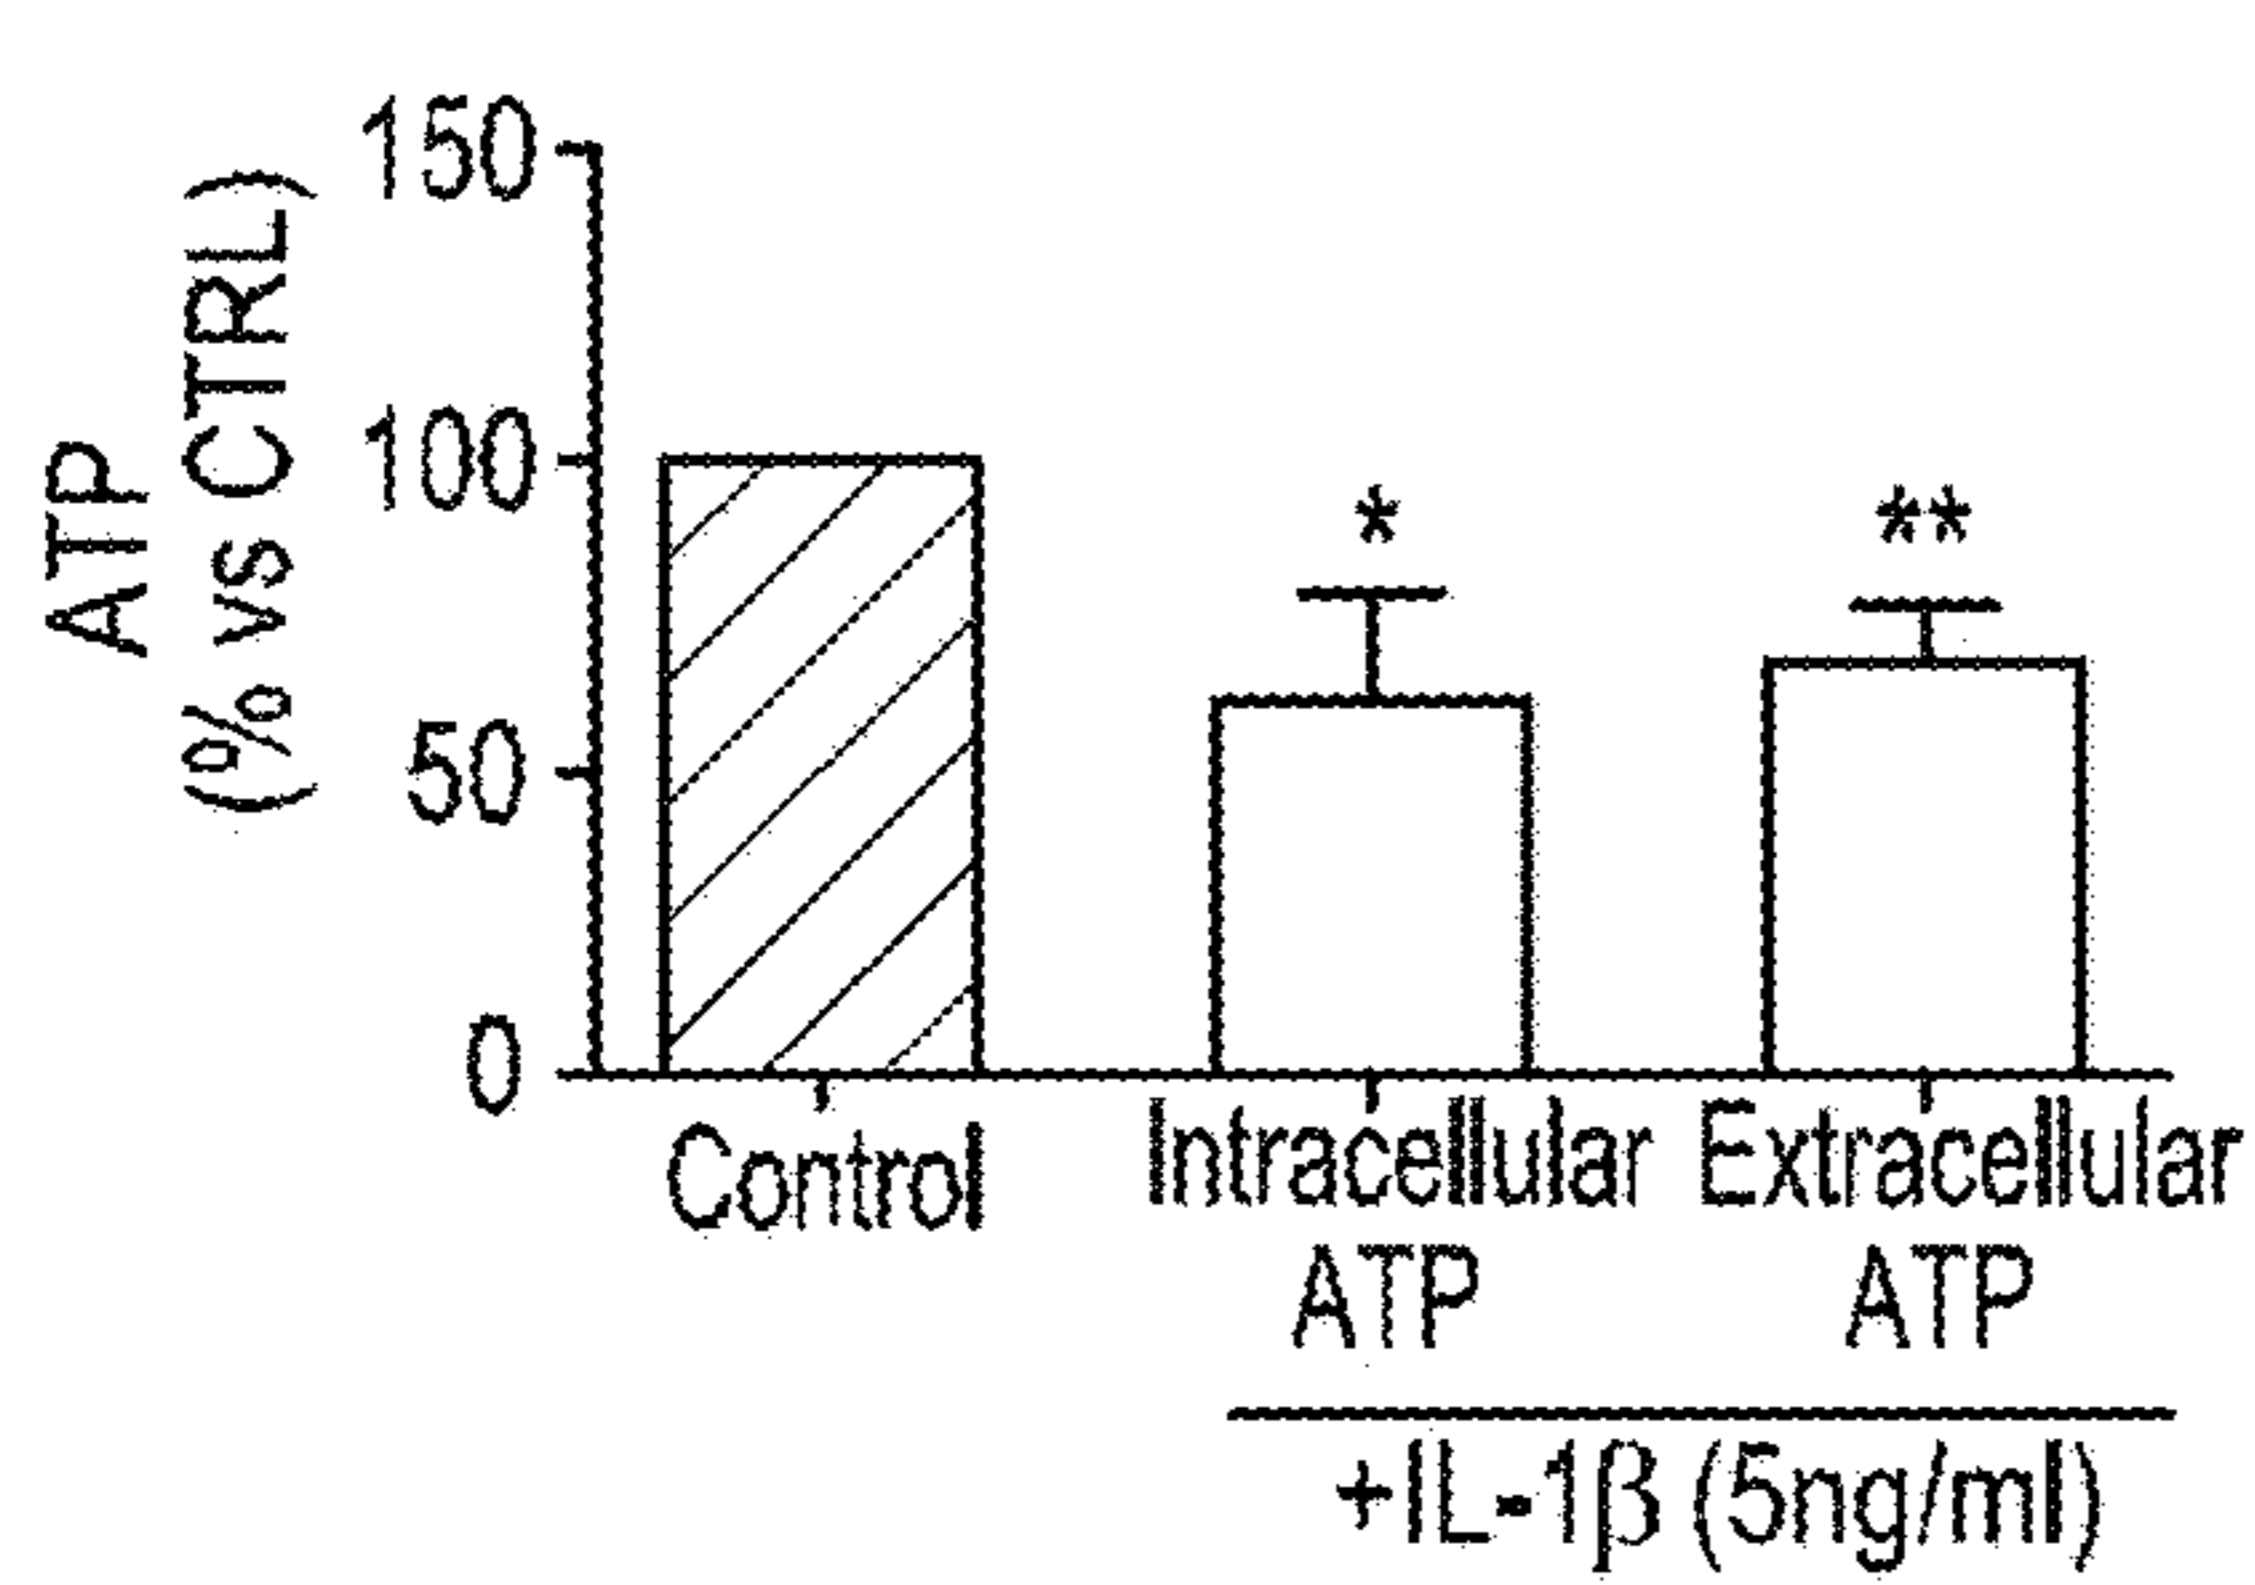 ATP
(% vs CTRL)
150
100
50
0
*
**
Control
Intracellular
ATP
Extracellular
ATP
+IL-1β (5ng/ml)